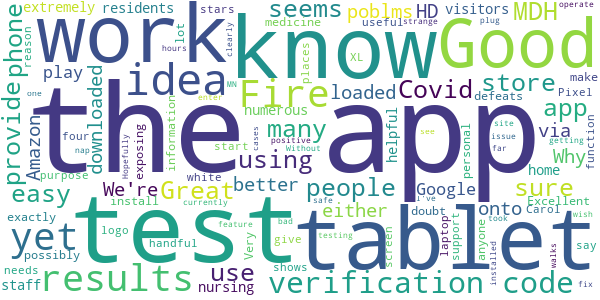 extremely residents seems poblms HD visitors MDH
stars medicine useful strange plug operate
reason lot hours phone
work know Good
play idea places XL loaded Covid store make
provide Amazon downloaded Fire numerous Pixel
MN enter one the app
four information many start helpful personal defeats app via
nap exposing using cases site issue function
Hopefully clearly positive see far Why
purpose We're Great better people Google onto home sure
easy install white Without either doubt Carol Excellent
yet exactly logo test tablet getting
possibly handful Very give safe I've screen laptop support anyone installed took walks wish say
needs feature bad shows currently testing fix
staff results use nursing verification code